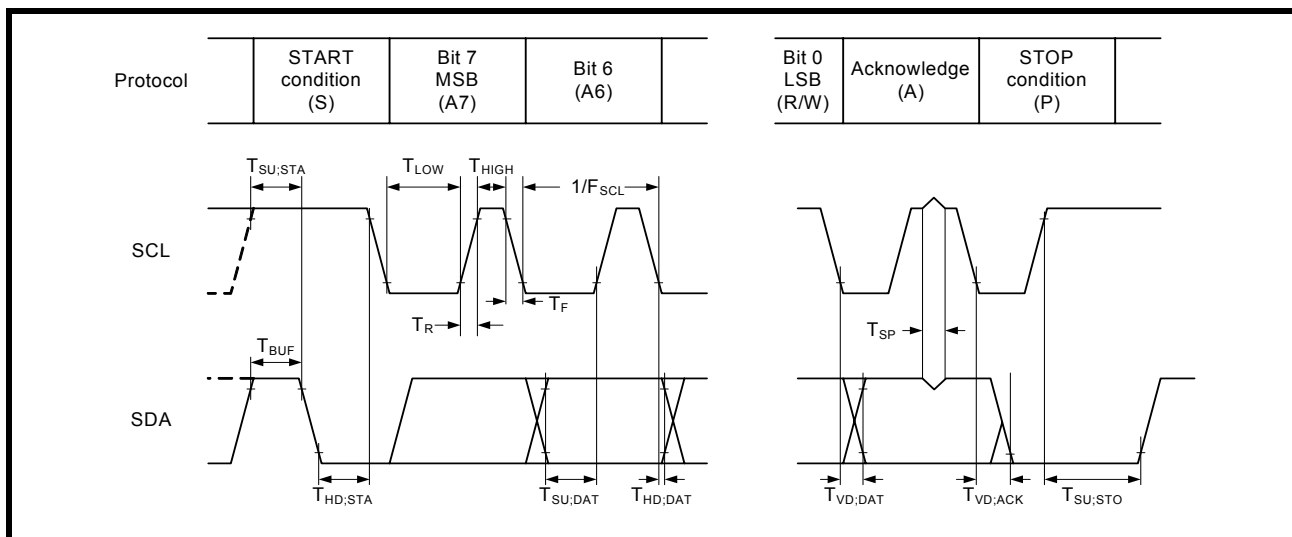 Protocol
START
condition
(S)
Bit 7
MSB
(A7)
Bit 6
(A6)
Bit 0
LSB
(R/W)
Acknowledge
(A)
STOP
condition
(P)
TSU;STA
TLOW
THIGH
1/FSCL
SCL
TR
TF
TSP
TBUF
SDA
THD;STA
TSU;DAT
THD;DAT
TVD;DAT
TVD;ACK
TSU;STO